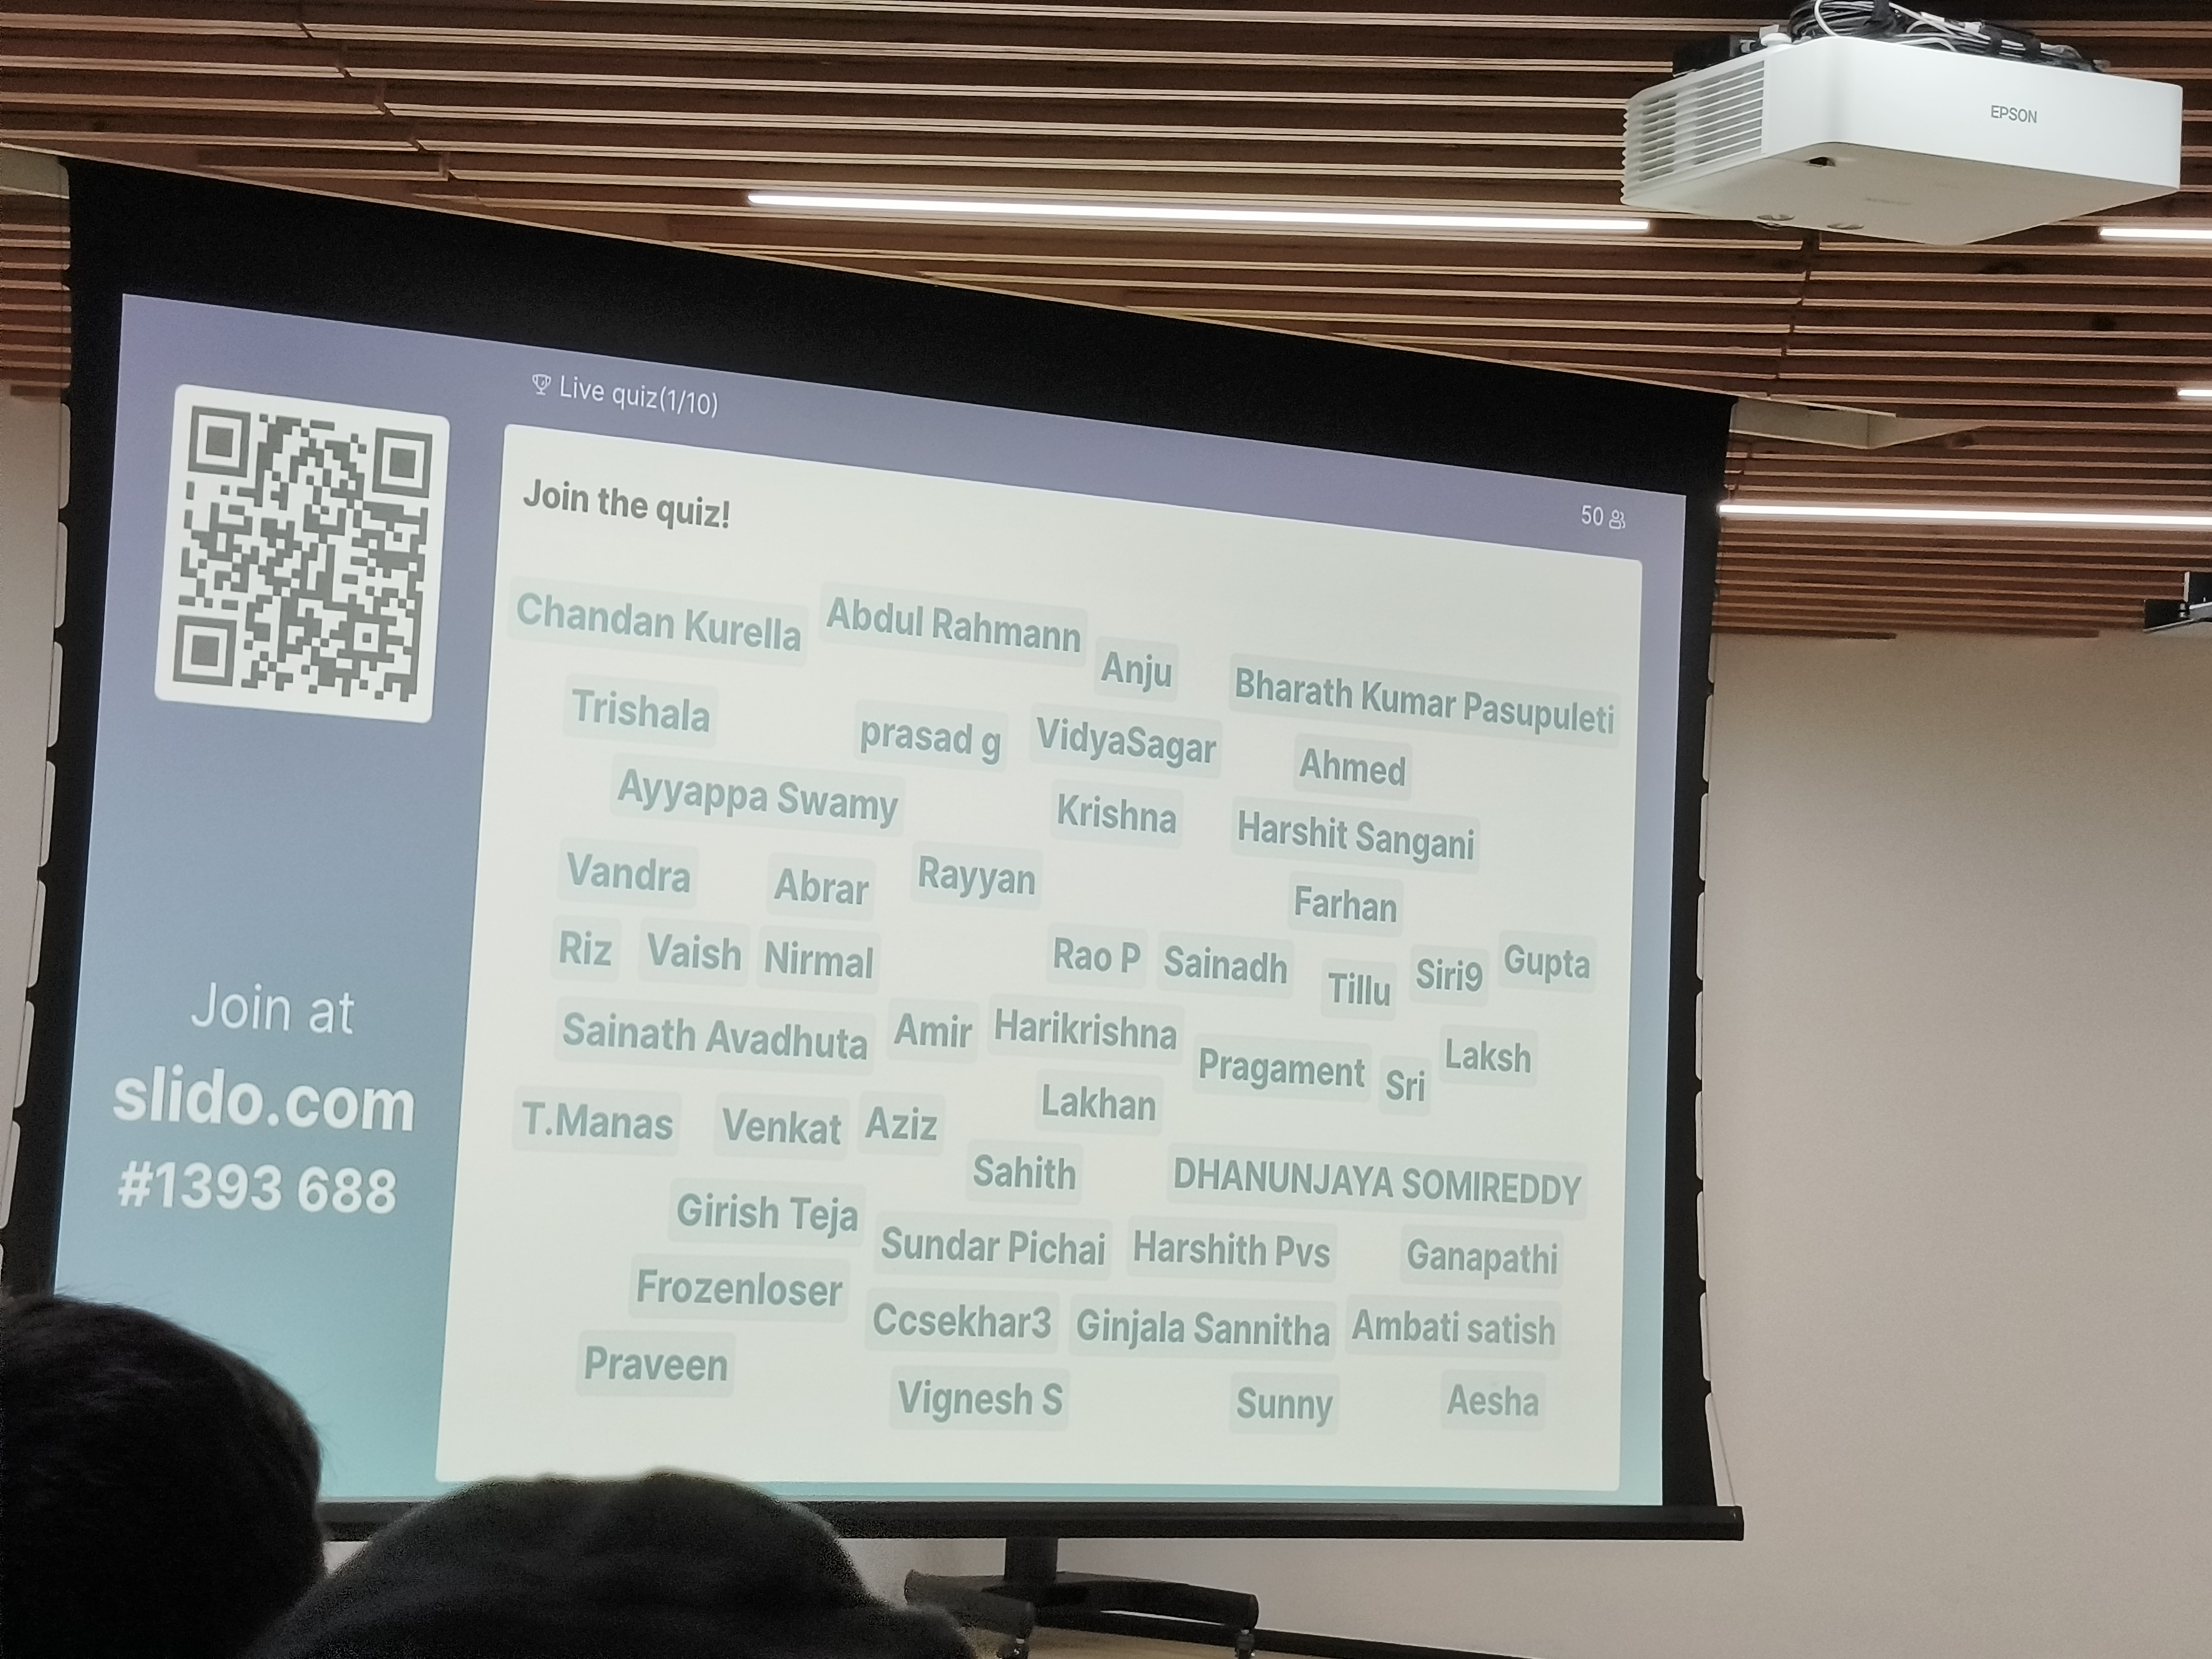 EPSON
Live quiz(1/10)
50
Join the quiz!
Chandan Kurella Abdul Rahmann Anju Bharath Kumar Pasupuleti
Trishala prasad g VidyaSagar Ahmed
Ayyappa Swamy Krishna Harshit Sangani
Vandra Abrar Rayyan Farhan
Riz Vaish Nirmal Rao P Sainadh Tillu Siri9 Gupta
Sainath Avadhuta Amir Harikrishna Pragament Sri Laksh
T.Manas Venkat Aziz Lakhan
Sahith DHANUNJAYA SOMIREDDY
Girish Teja Sundar Pichai Harshith Pvs Ganapathi
Frozenloser Ccsekhar3 Ginjala Sannitha Ambati satish
Praveen Vignesh S Sunny Aesha
Join at
slido.com
#1393 688